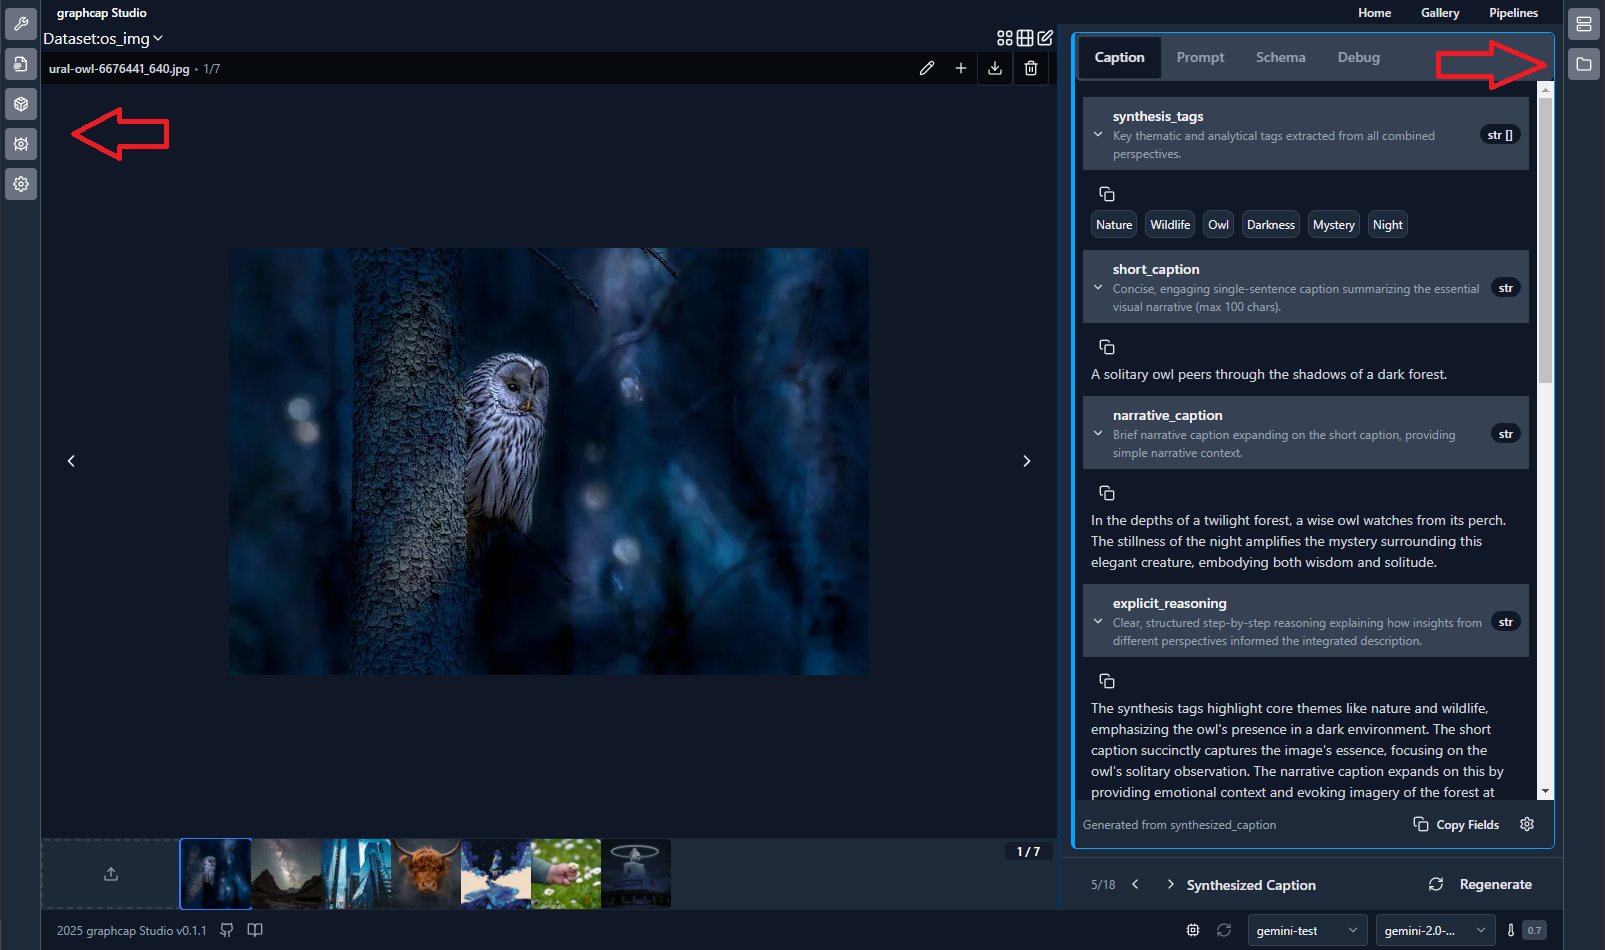 graphcap Studio
Home
Gallery
Pipelines
Dataset:os_img
ural-owl-6676441_640.jpg • 1/7
Caption
Prompt
Schema
Debug
synthesis_tags
Key thematic and analytical tags extracted from all combined
perspectives.
str []
Nature
Wildlife
Owl
Darkness
Mystery
Night
short_caption
Concise, engaging single-sentence caption summarizing the essential
visual narrative (max 100 chars).
str
A solitary owl peers through the shadows of a dark forest.
narrative_caption
Brief narrative caption expanding on the short caption, providing
simple narrative context.
str
In the depths of a twilight forest, a wise owl watches from its perch.
The stillness of the night amplifies the mystery surrounding this
elegant creature, embodying both wisdom and solitude.
explicit_reasoning
Clear, structured step-by-step reasoning explaining how insights from
different perspectives informed the integrated description.
str
The synthesis tags highlight core themes like nature and wildlife,
emphasizing the owl's presence in a dark environment. The short
caption succinctly captures the image's essence, focusing on the
owl's solitary observation. The narrative caption expands on this by
providing emotional context and evoking imagery of the forest at
Generated from synthesized_caption
Copy Fields
1 / 7
5/18
Synthesized Caption
Regenerate
2025 graphcap Studio v0.1.1
gemini-test
gemini-2.0-...
0.7